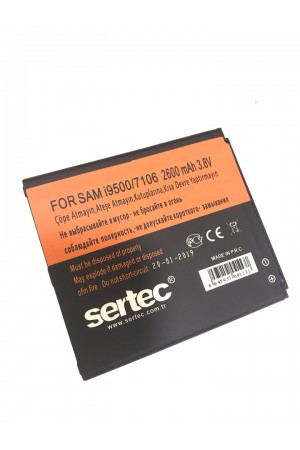 FOR SAM i9500/7106 2600 mAh 3.8V
Çöpe Atmayın,Ateşe Atmayın,Kutuplarma,Kısa Devre Yaptırmayın
Не выбрасывайте в мусор - не бросайте в огонь
соблюдайте полярность -не допускайте короткого- замыкания
Must be disposed of properly
May explode if damaged or disposed
of in fire Do not short-circuit
20-01-2019
MADE IN P.R.C
sertec
www.sertec.com.tr